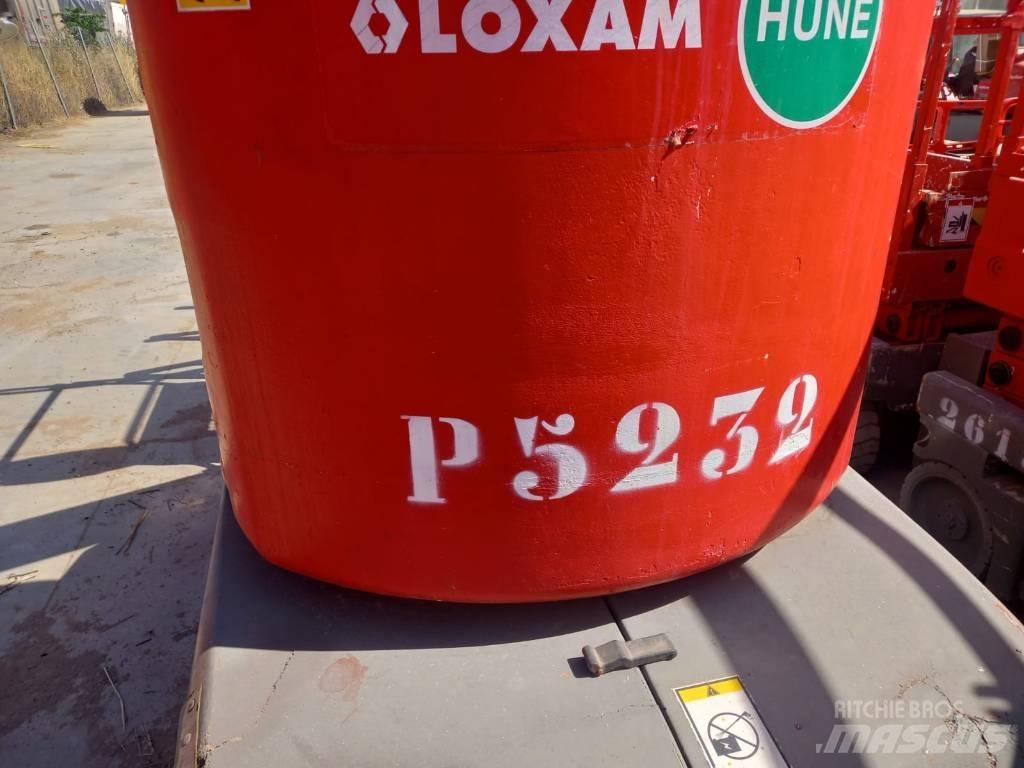 LOXAM
HUNE
P5232
261
RITCHIE BROS
MASCUS